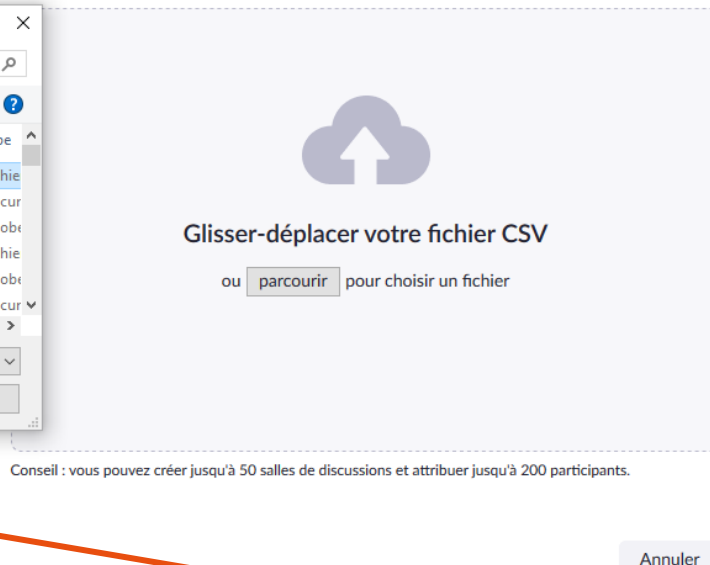 Glisser-déplacer votre fichier CSV
ou parcourir pour choisir un fichier
Conseil : vous pouvez créer jusqu'à 50 salles de discussions et attribuer jusqu'à 200 participants.
Annuler